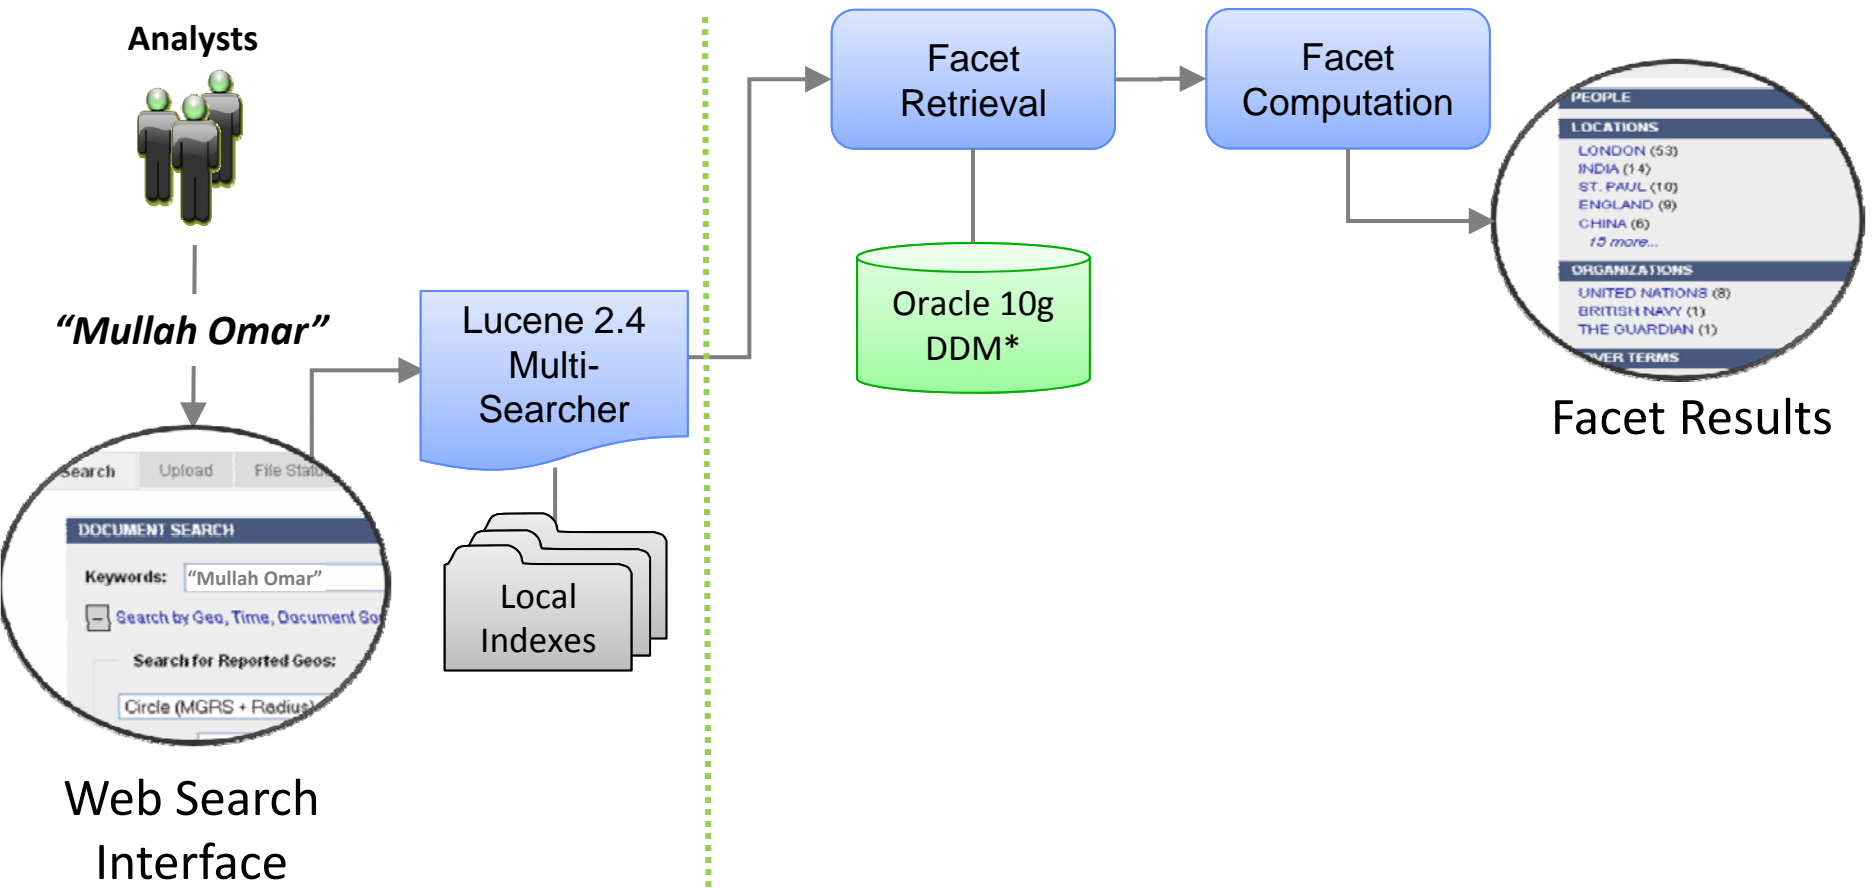 Analysts
“Mullah Omar”
Search
Upload
File Status
DOCUMENT SEARCH
Keywords:
“Mullah Omar”
Search by Geo, Time, Document
Search for Reported Geos:
Circle (MGRS + Radius)
Web Search
Interface
Lucene 2.4
Multi-
Searcher
Local
Indexes
Facet
Retrieval
Oracle 10g
DDM*
Facet
Computation
PEOPLE
LOCATIONS
LONDON (53)
INDIA (14)
ST. PAUL (10)
ENGLAND (9)
CHINA (6)
15 more...
ORGANIZATIONS
UNITED NATIONS (8)
BRITISH NAVY (1)
THE GUARDIAN (1)
TERMS
Facet Results